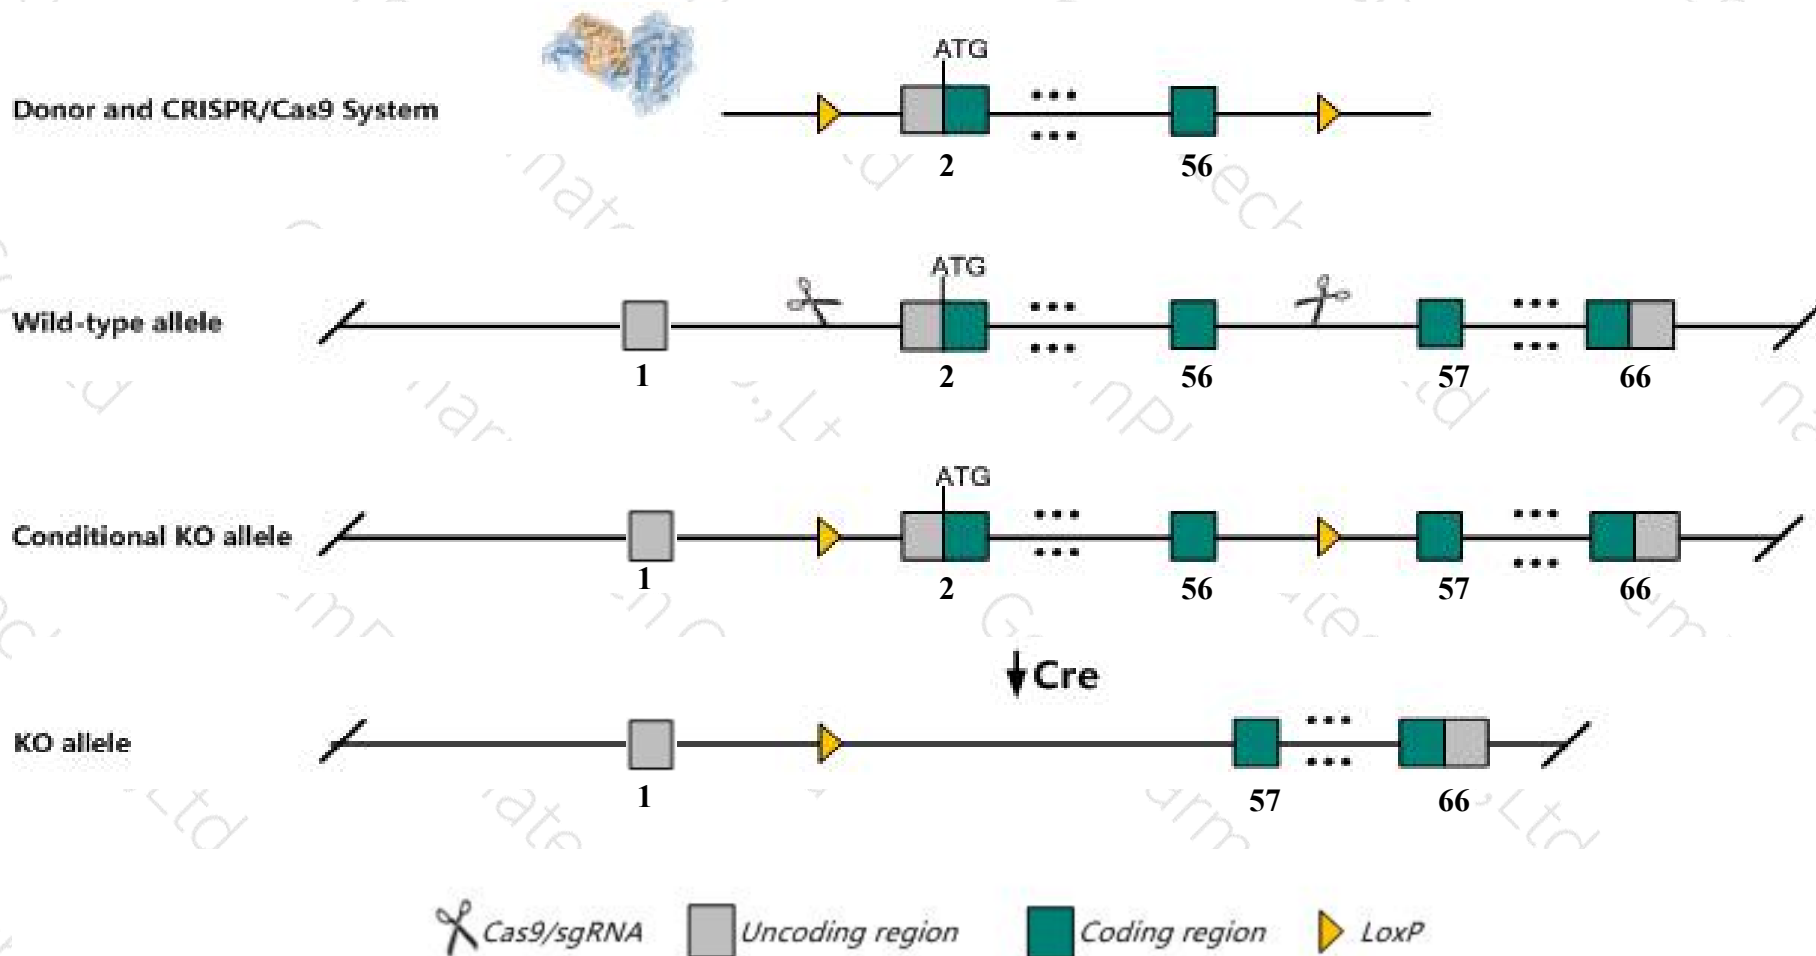 ATG
Donor and CRISPR/Cas9 System
2 56
ATG
Wild-type allele
1 2 56 57 66
ATG
Conditional KO allele
1 2 56 57 66
Cre
KO allele
1 57 66
Cas9/sgRNA Uncoding region Coding region LoxP